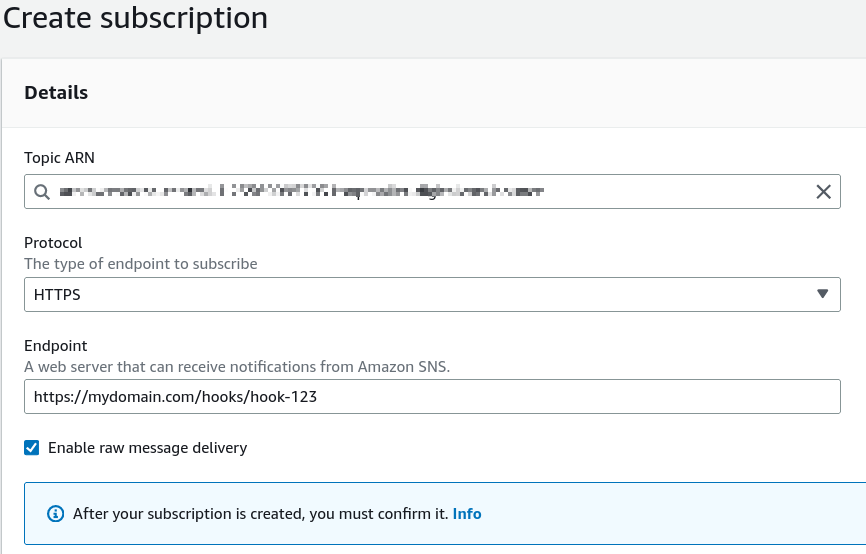 Create subscription
Details
Topic ARN
Protocol
The type of endpoint to subscribe
HTTPS
Endpoint
A web server that can receive notifications from Amazon SNS.
https://mydomain.com/hooks/hook-123
Enable raw message delivery
After your subscription is created, you must confirm it. Info